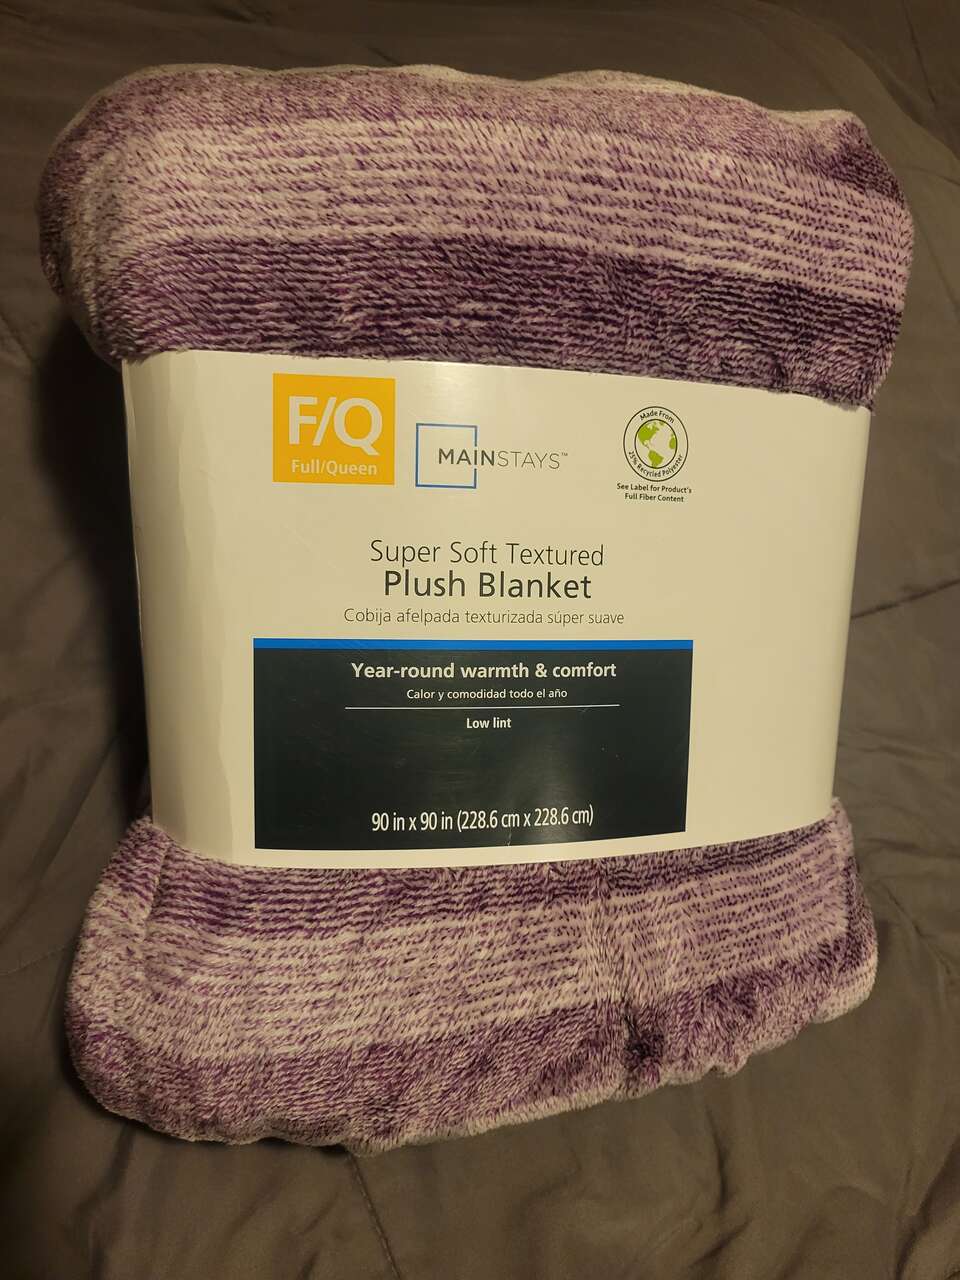 F/Q
Full/Queen
MAINSTAYS™
Made From
25% Recycled Polyester
See Label for Product's
Full Fiber Content
Super Soft Textured
Plush Blanket
Cobija afelpada texturizada súper suave
Year-round warmth & comfort
Calor y comodidad todo el año
Low lint
90 in x 90 in (228.6 cm x 228.6 cm)